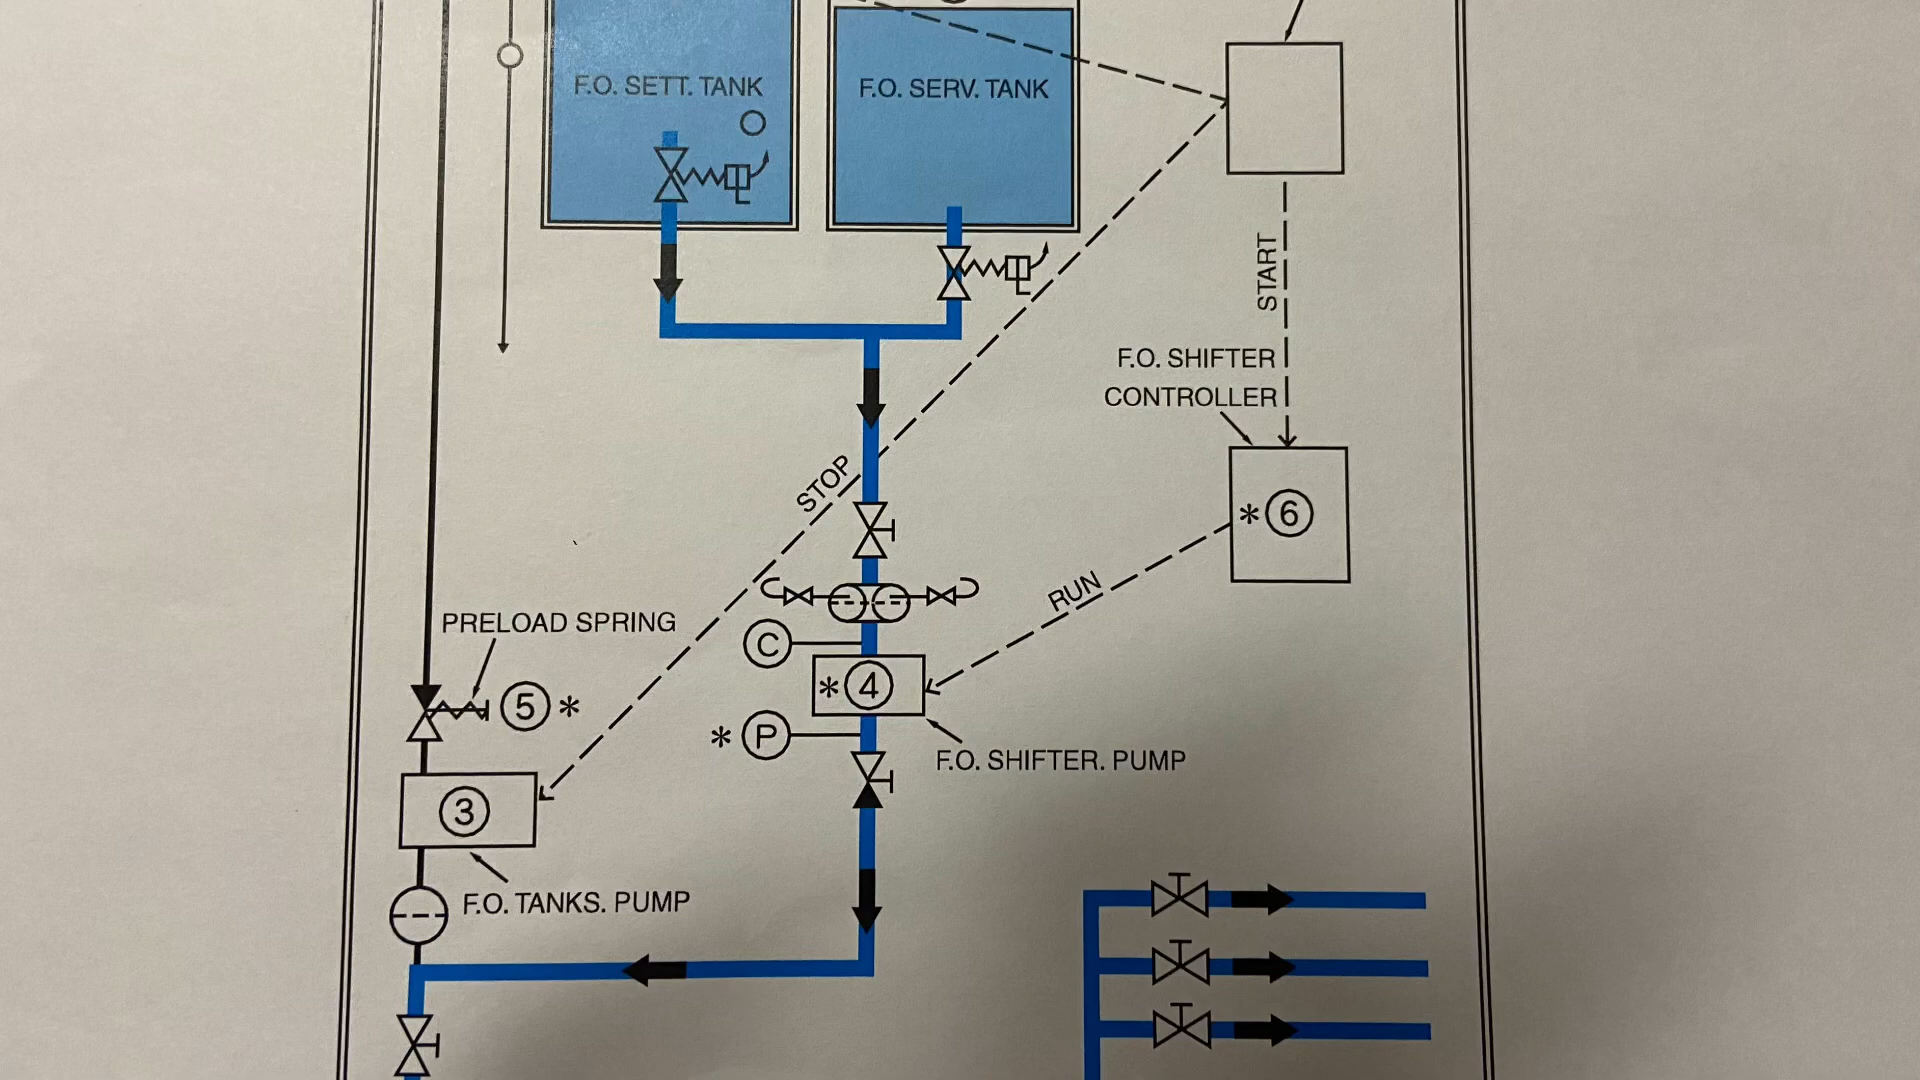 F.O. SETT. TANK
F.O. SERV. TANK
START
F.O. SHIFTER
CONTROLLER
STOP
* 6
RUN
PRELOAD SPRING
C
* 4
5 *
* P
F.O. SHIFTER. PUMP
3
F.O. TANKS. PUMP